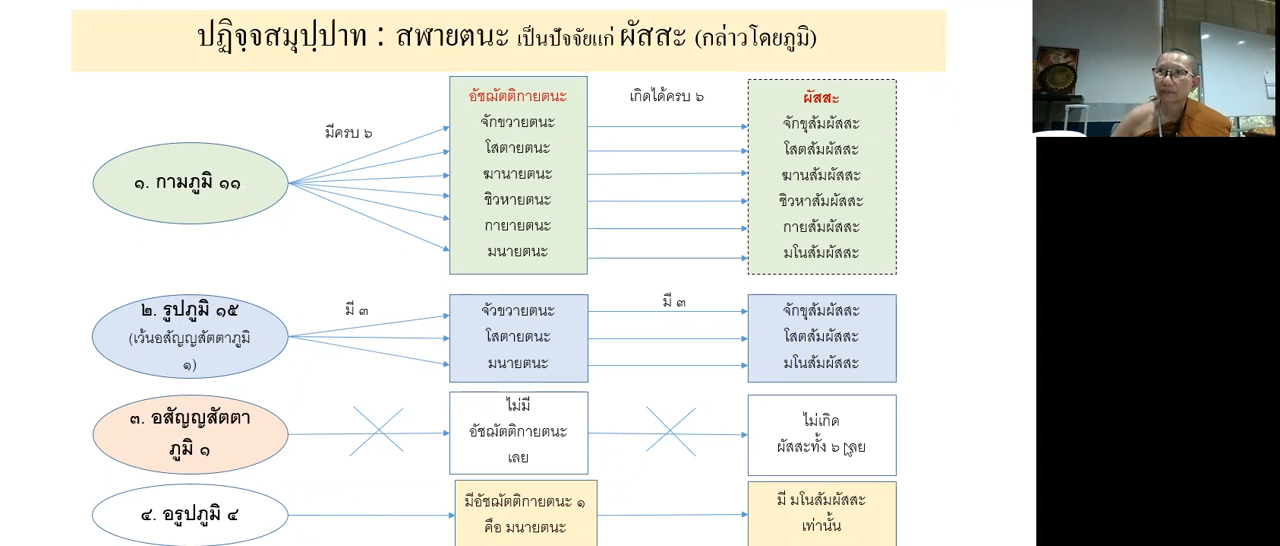 ปฏิจฺจสมุปฺปาท : สฬายตนะ เป็นปัจจัยแก่ ผัสสะ (กล่าวโดยภูมิ)
มีครบ ๖
อัชฌัตติกายตนะ
เกิดได้ครบ ๖
ผัสสะ
๑. กามภูมิ ๑๑
จักขวายตนะ
โสตายตนะ
ฆานายตนะ
ชิวหายตนะ
กายายตนะ
มนายตนะ
จักขุสัมผัสสะ
โสตสัมผัสสะ
ฆานสัมผัสสะ
ชิวหาสัมผัสสะ
กายสัมผัสสะ
มโนสัมผัสสะ
๒. รูปภูมิ ๑๕
(เว้นอสัญญสัตตาภูมิ
๑)
มี ๓
จัวขวายตนะ
โสตายตนะ
มนายตนะ
มี ๓
จักขุสัมผัสสะ
โสตสัมผัสสะ
มโนสัมผัสสะ
๓. อสัญญสัตตา
ภูมิ ๑
ไม่มี
อัชฌัตติกายตนะ
เลย
ไม่เกิด
ผัสสะทั้ง ๖ เลย
๔. อรูปภูมิ ๔
มีอัชฌัตติกายตนะ ๑
คือ มนายตนะ
มี มโนสัมผัสสะ
เท่านั้น